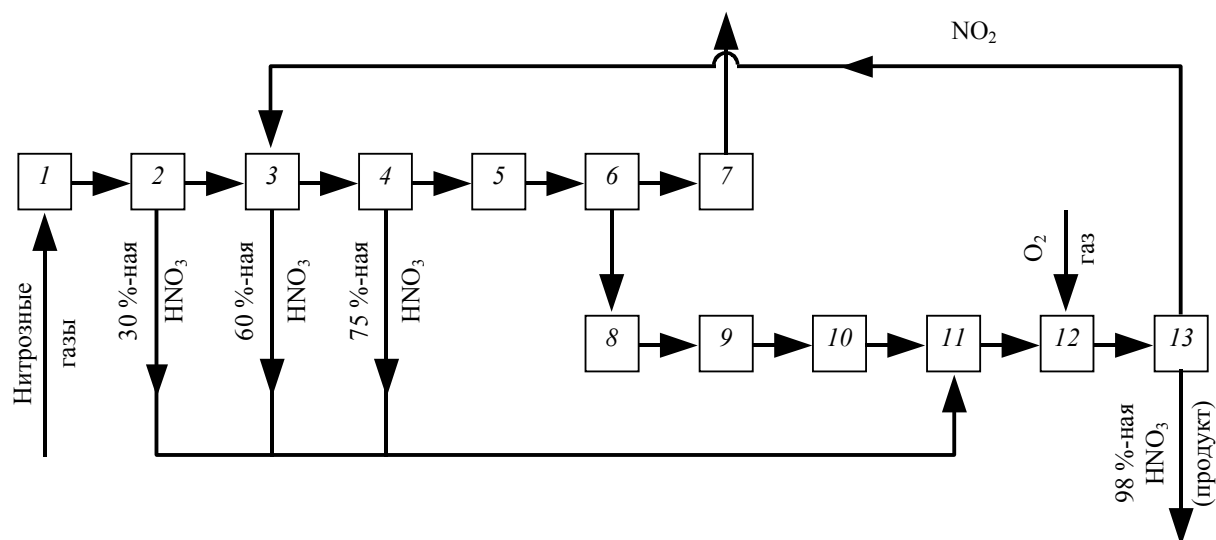 NO₂
1
2
3
4
5
6
7
Нитрозные
газы
30 %-ная
HNO₃
60 %-ная
HNO₃
75 %-ная
HNO₃
O₂
газ
8
9
10
11
12
13
98 %-ная
HNO₃
(продукт)